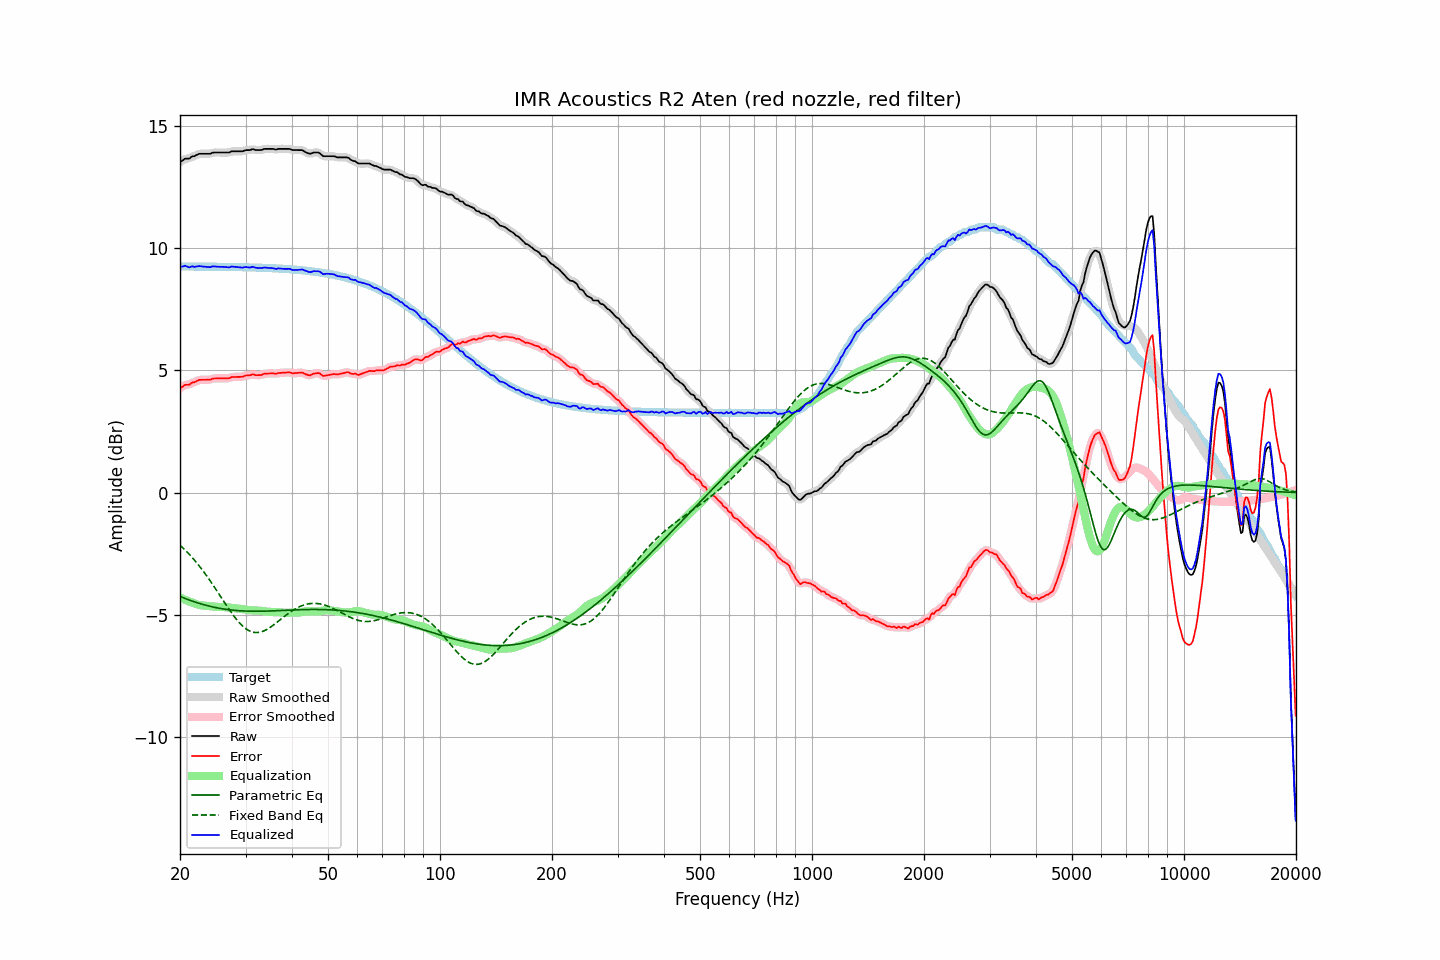 IMR Acoustics R2 Aten (red nozzle, red filter)
15
10
5
0
−5
−10
Amplitude (dBr)
Target
Raw Smoothed
Error Smoothed
Raw
Error
Equalization
Parametric Eq
Fixed Band Eq
Equalized
20
50
100
200
500
1000
2000
5000
10000
20000
Frequency (Hz)